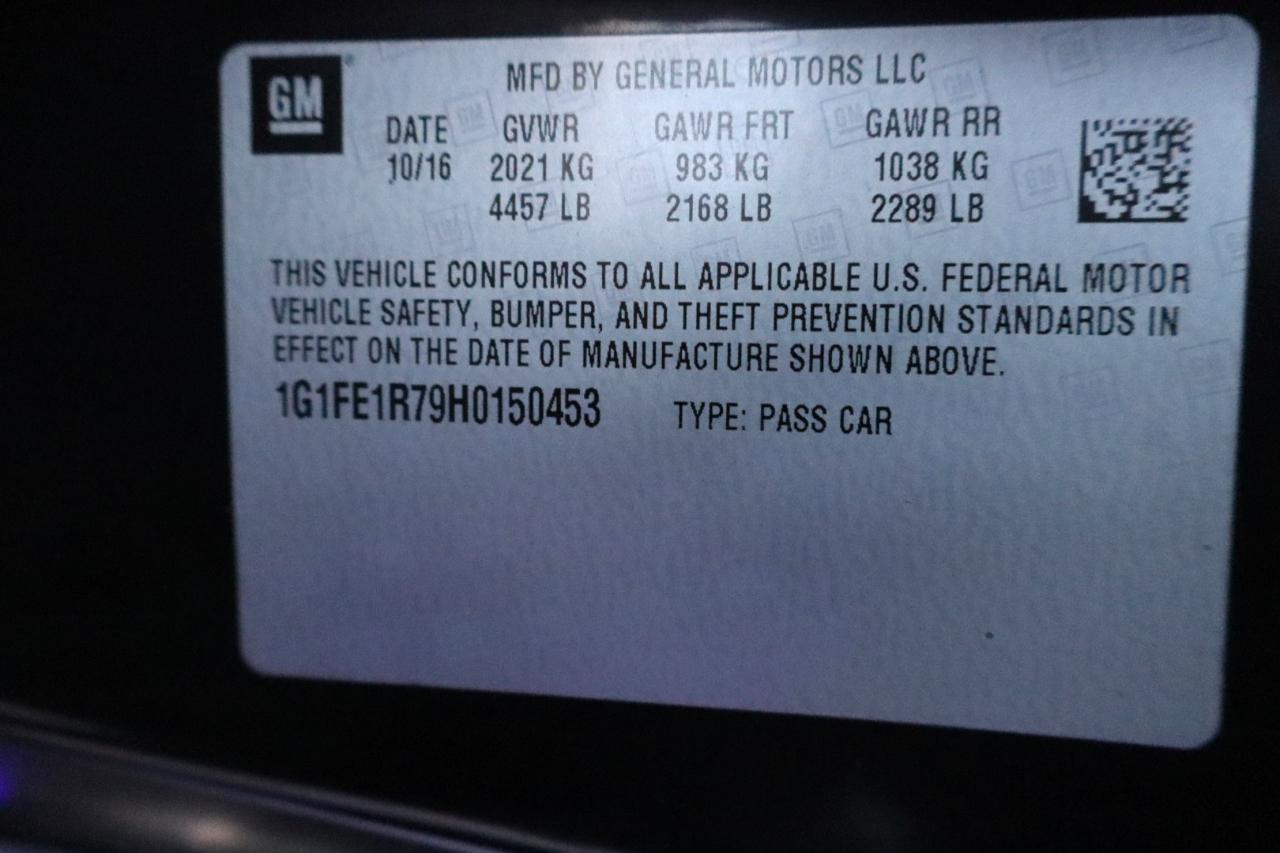 GM®
MFD BY GENERAL MOTORS LLC
DATE GVWR GAWR FRT GAWR RR
10/16 2021 KG 983 KG 1038 KG
4457 LB 2168 LB 2289 LB
THIS VEHICLE CONFORMS TO ALL APPLICABLE U.S. FEDERAL MOTOR
VEHICLE SAFETY, BUMPER, AND THEFT PREVENTION STANDARDS IN
EFFECT ON THE DATE OF MANUFACTURE SHOWN ABOVE.
1G1FE1R79H0150453 TYPE: PASS CAR